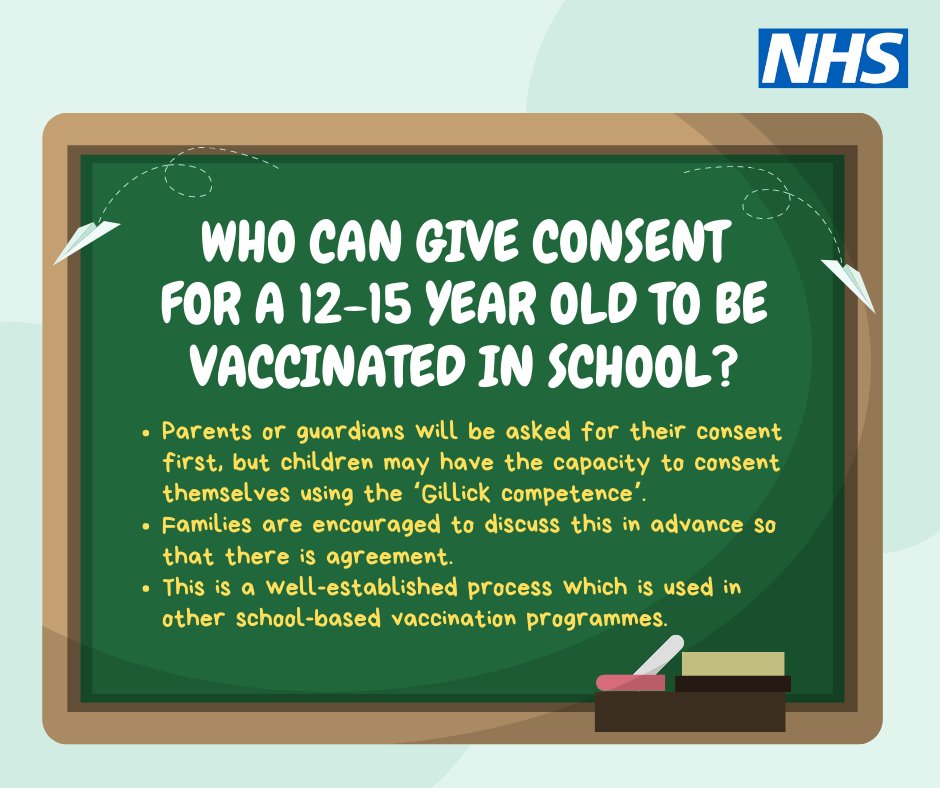 NHS
WHO CAN GIVE CONSENT
FOR A 12-15 YEAR OLD TO BE
VACCINATED IN SCHOOL?
• Parents or guardians will be asked for their consent
first, but children may have the capacity to consent
themselves using the ‘Gillick competence’.
• Families are encouraged to discuss this in advance so
that there is agreement.
• This is a well-established process which is used in
other school-based vaccination programmes.